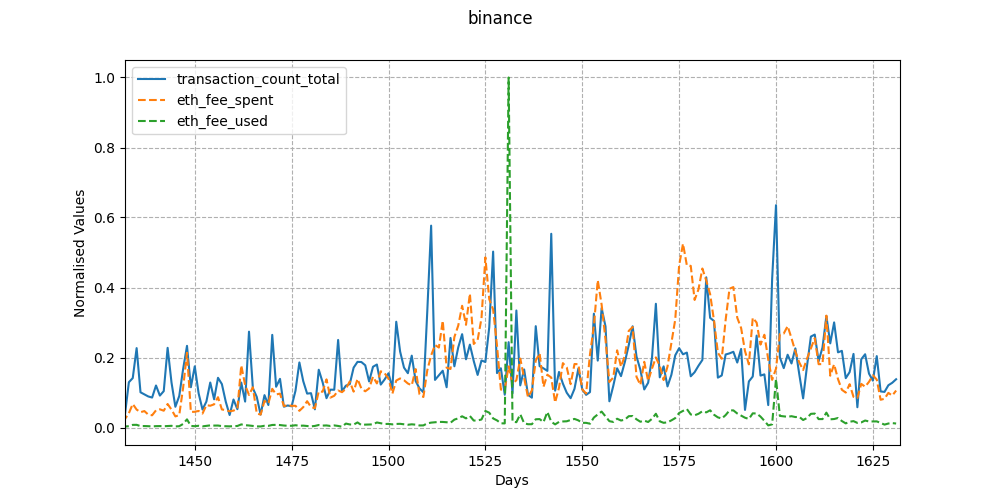 binance
transaction_count_total
eth_fee_spent
eth_fee_used
Normalised Values
1.0
0.8
0.6
0.4
0.2
0.0
1450 1475 1500 1525 1550 1575 1600 1625
Days